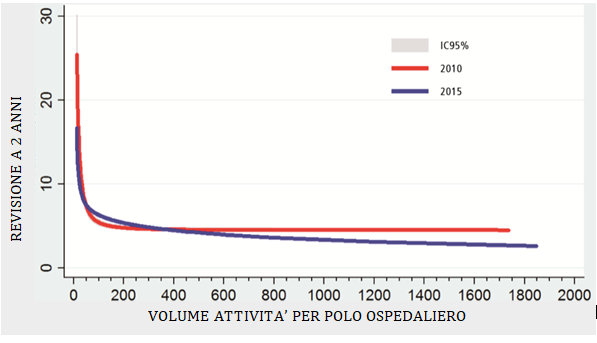 REVISIONE A 2 ANNI
30
20
10
0
IC95%
2010
2015
0 200 400 600 800 1000 1200 1400 1600 1800 2000
VOLUME ATTIVITA' PER POLO OSPEDALIERO